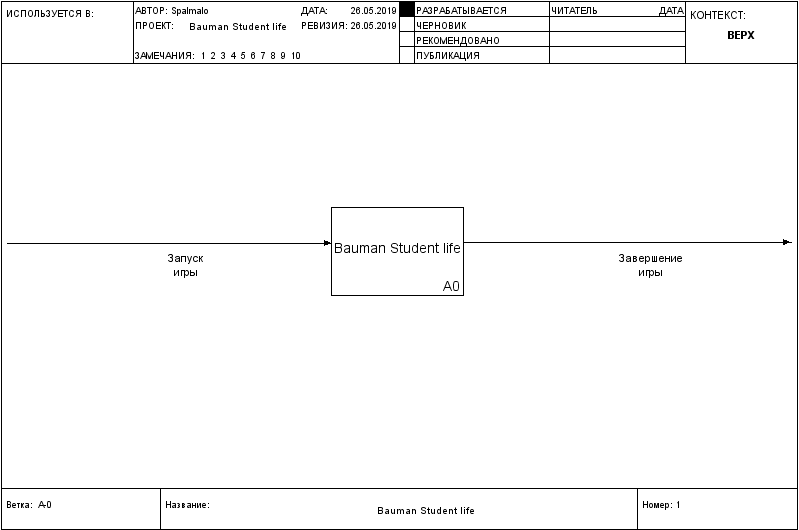 ИСПОЛЬЗУЕТСЯ В:
АВТОР: Spalmalo
ДАТА: 26.05.2019
ПРОЕКТ: Bauman Student life
РЕВИЗИЯ: 26.05.2019
ЗАМЕЧАНИЯ: 1 2 3 4 5 6 7 8 9 10
РАЗРАБАТЫВАЕТСЯ
ЧЕРНОВИК
РЕКОМЕНДОВАНО
ПУБЛИКАЦИЯ
ЧИТАТЕЛЬ ДАТА
КОНТЕКСТ:
ВЕРХ
Запуск
игры
Bauman Student life
A0
Завершение
игры
Ветка: A-0
Название:
Bauman Student life
Номер: 1